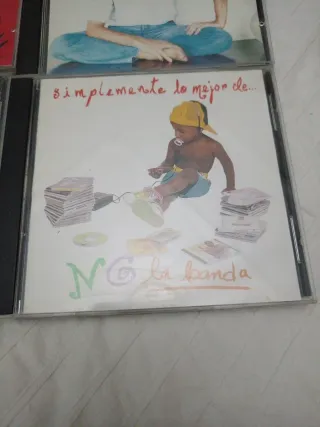 simplemente lo mejor de...
NG la banda